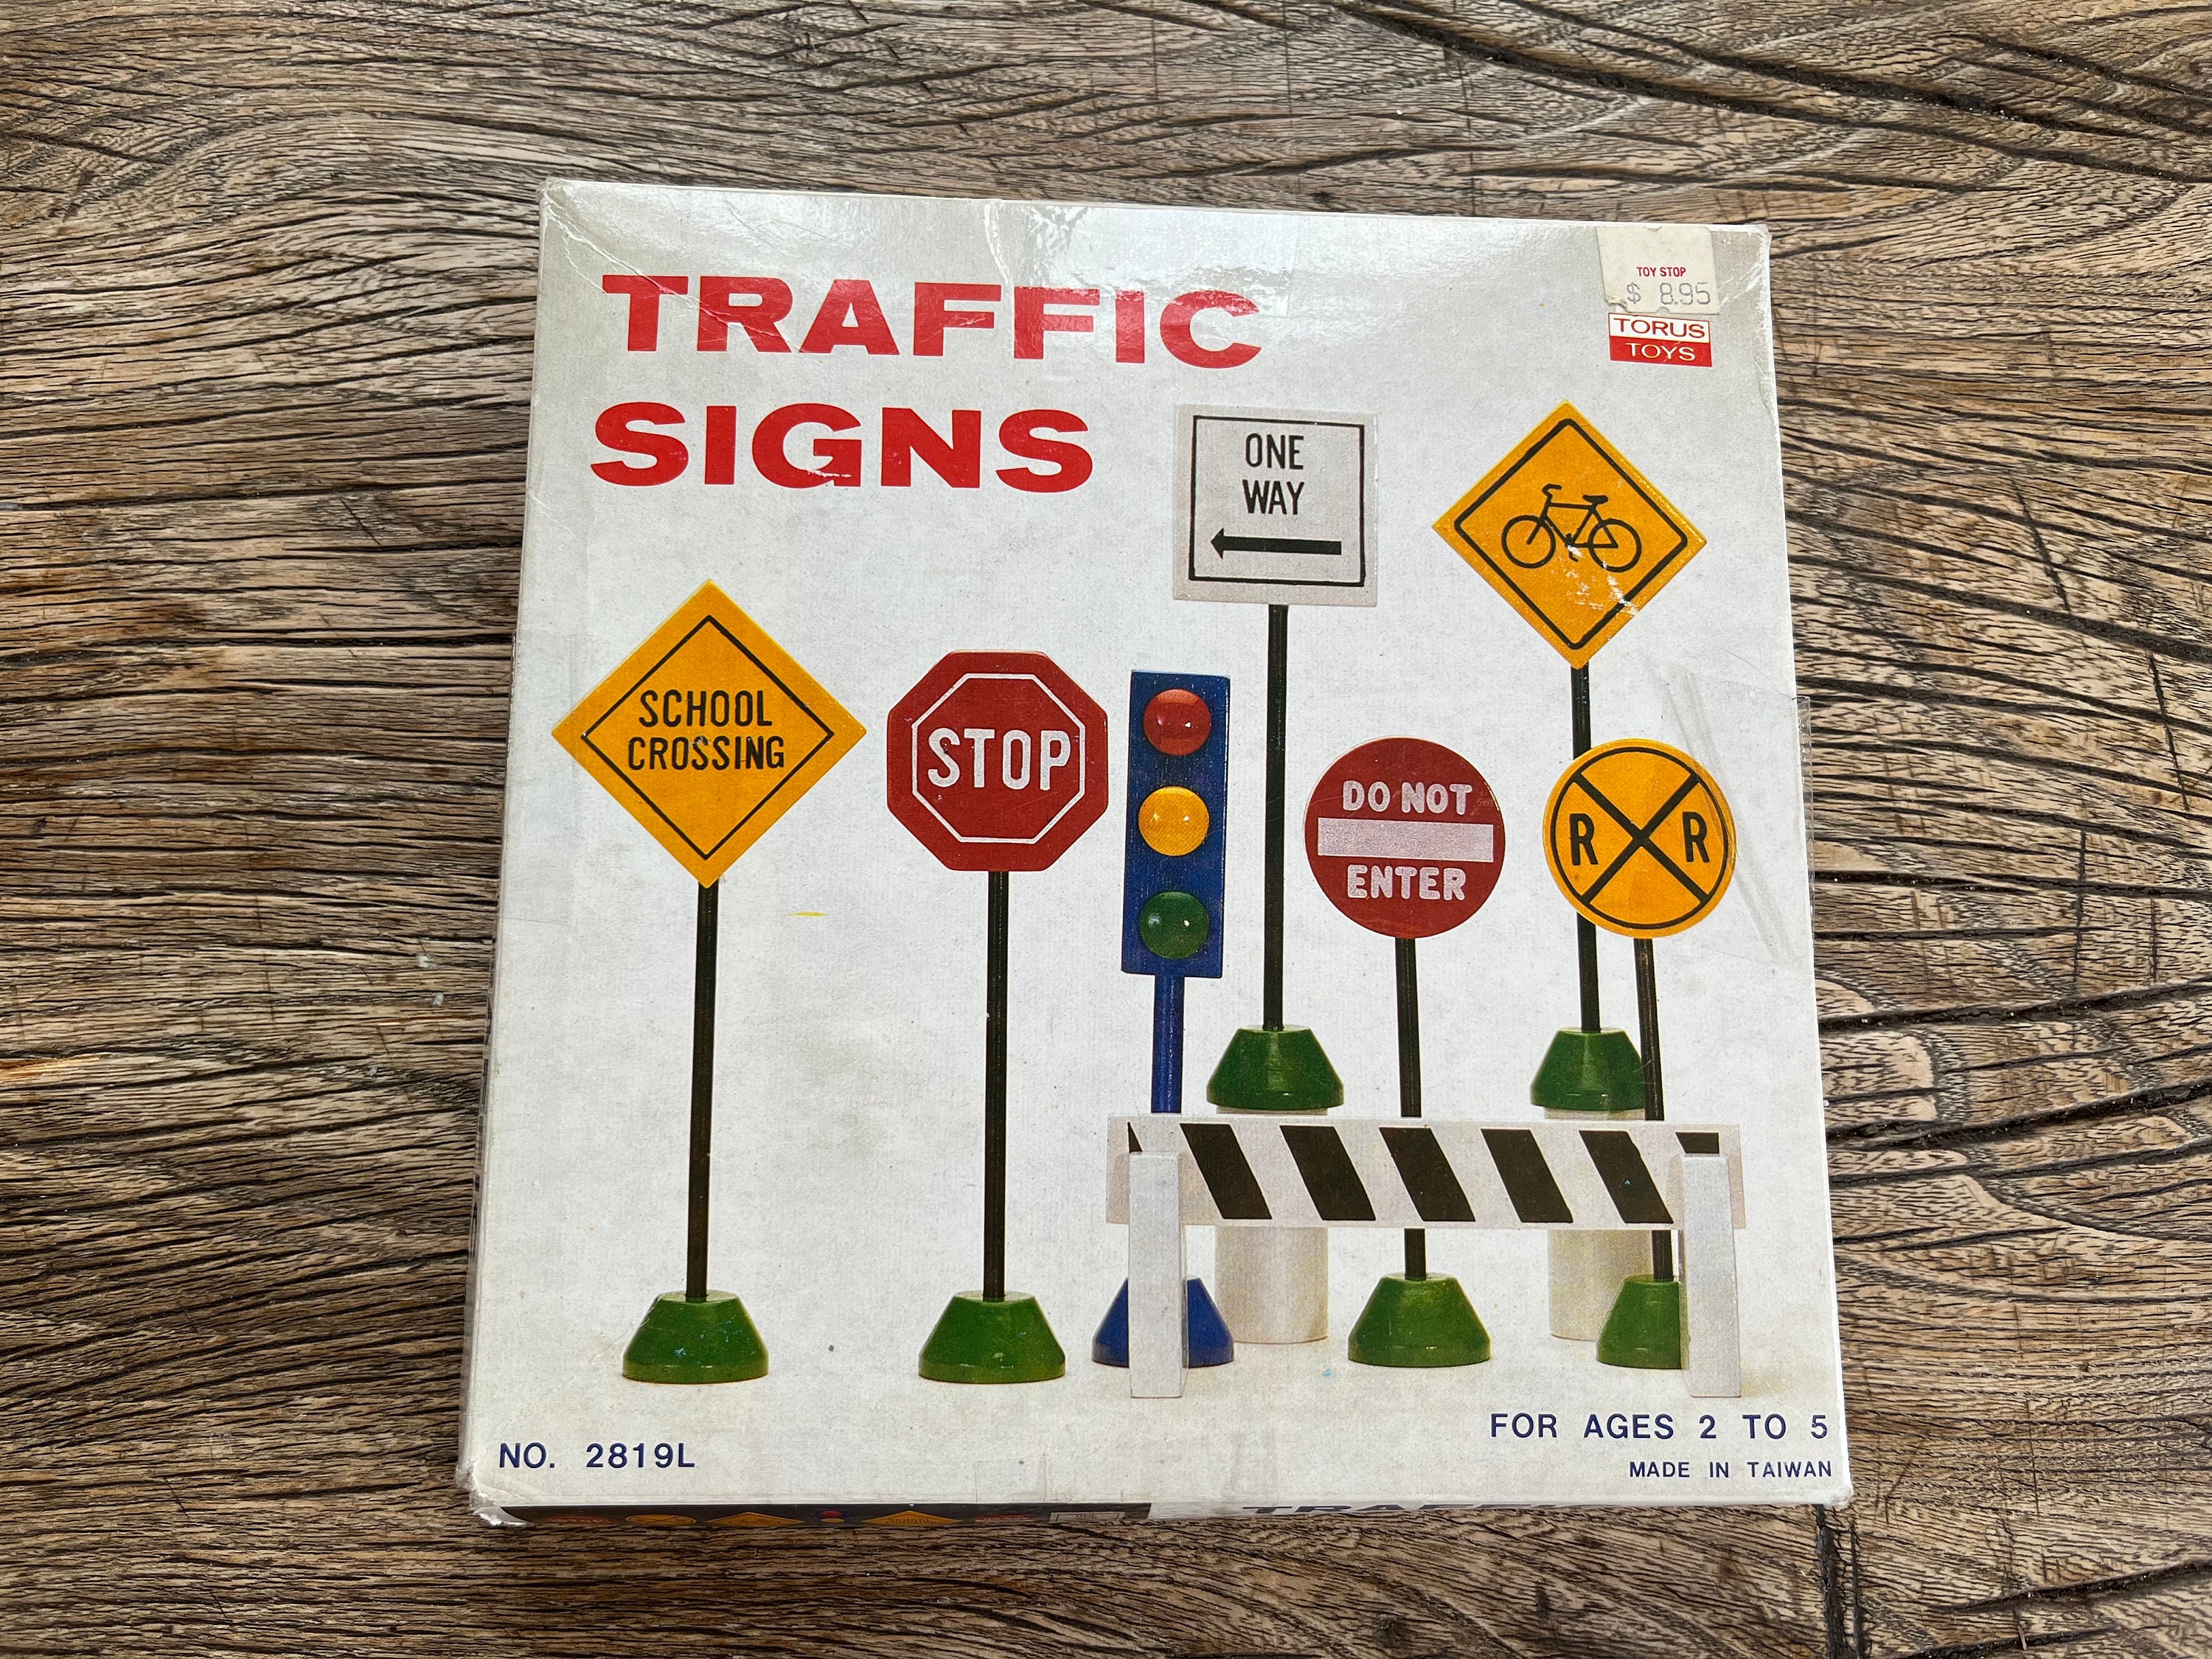 TRAFFIC
SIGNS
TOY STOP
$ 8.95
TORUS
TOYS
ONE
WAY
SCHOOL
CROSSING
STOP
DO NOT
ENTER
R R
NO. 2819L
FOR AGES 2 TO 5
MADE IN TAIWAN